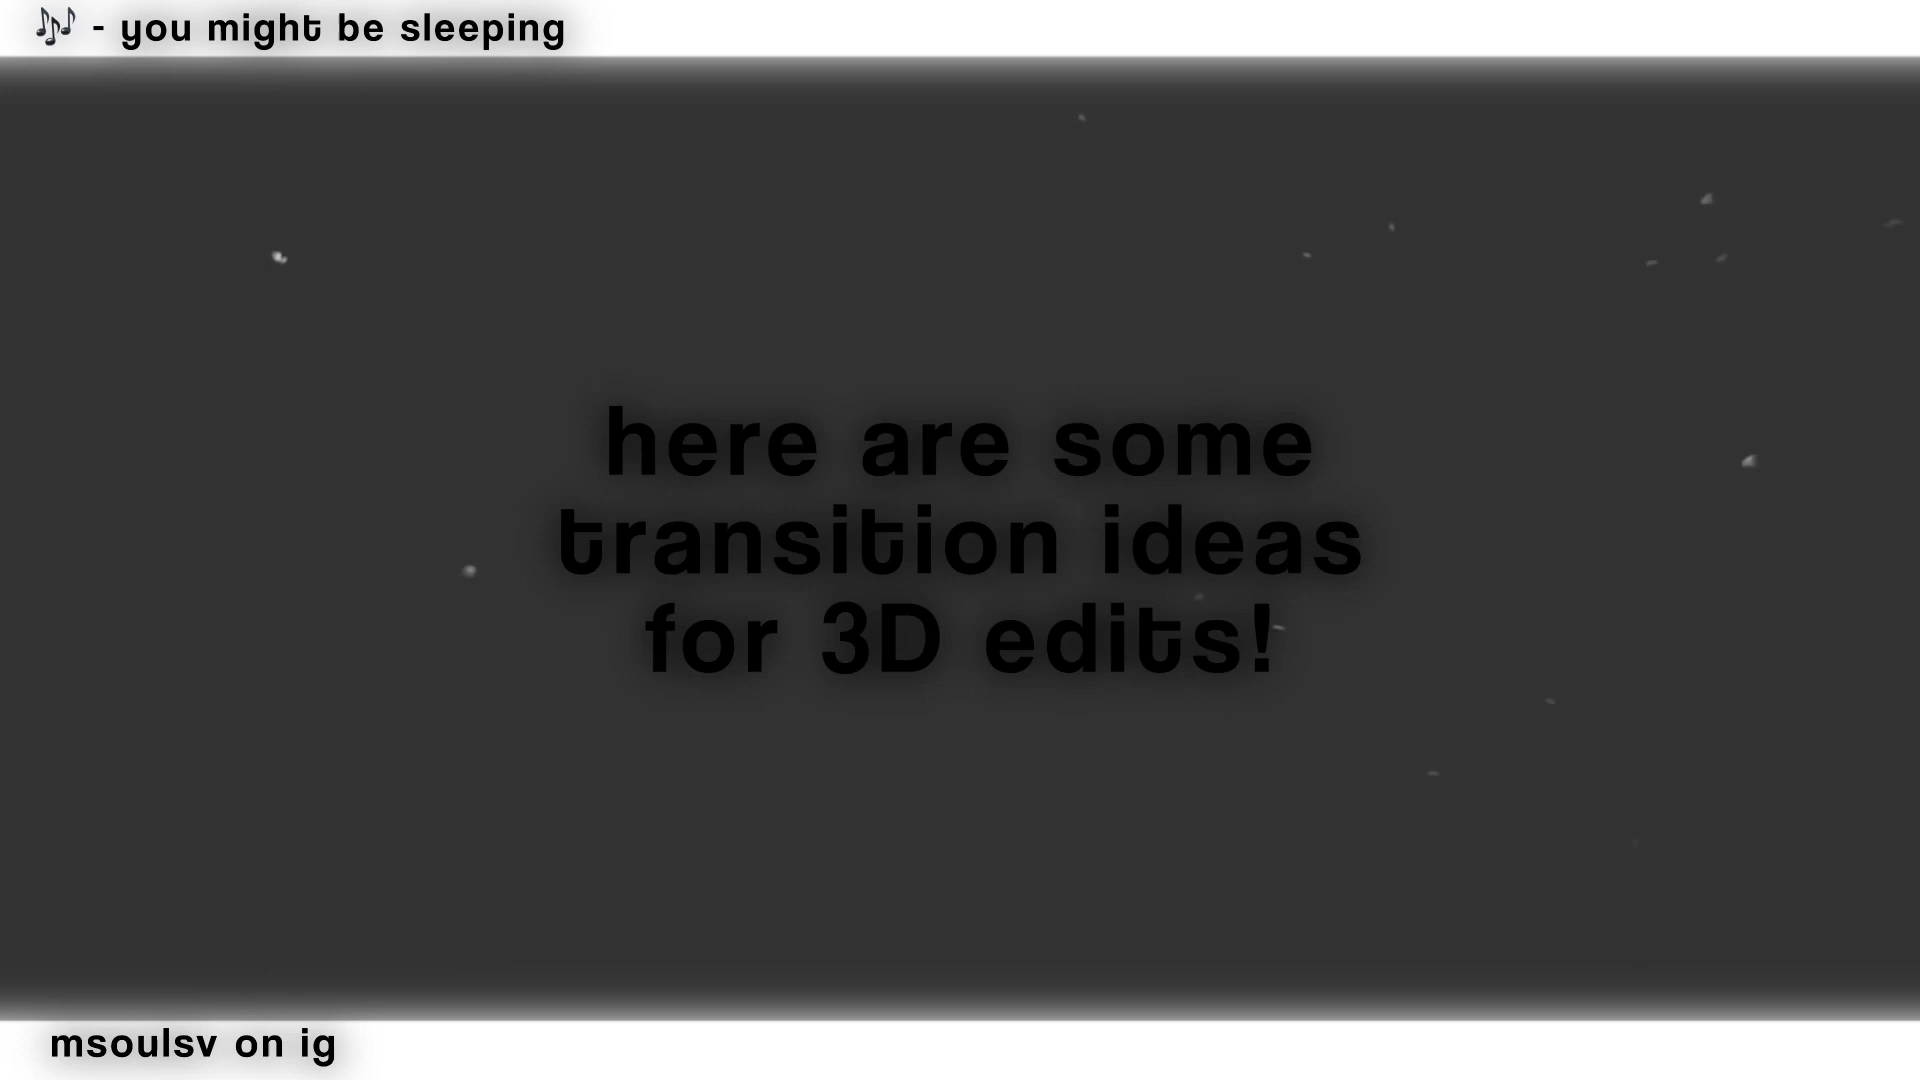 🎶 - you might be sleeping
here are some
transition ideas
for 3D edits!
msoulsv on ig